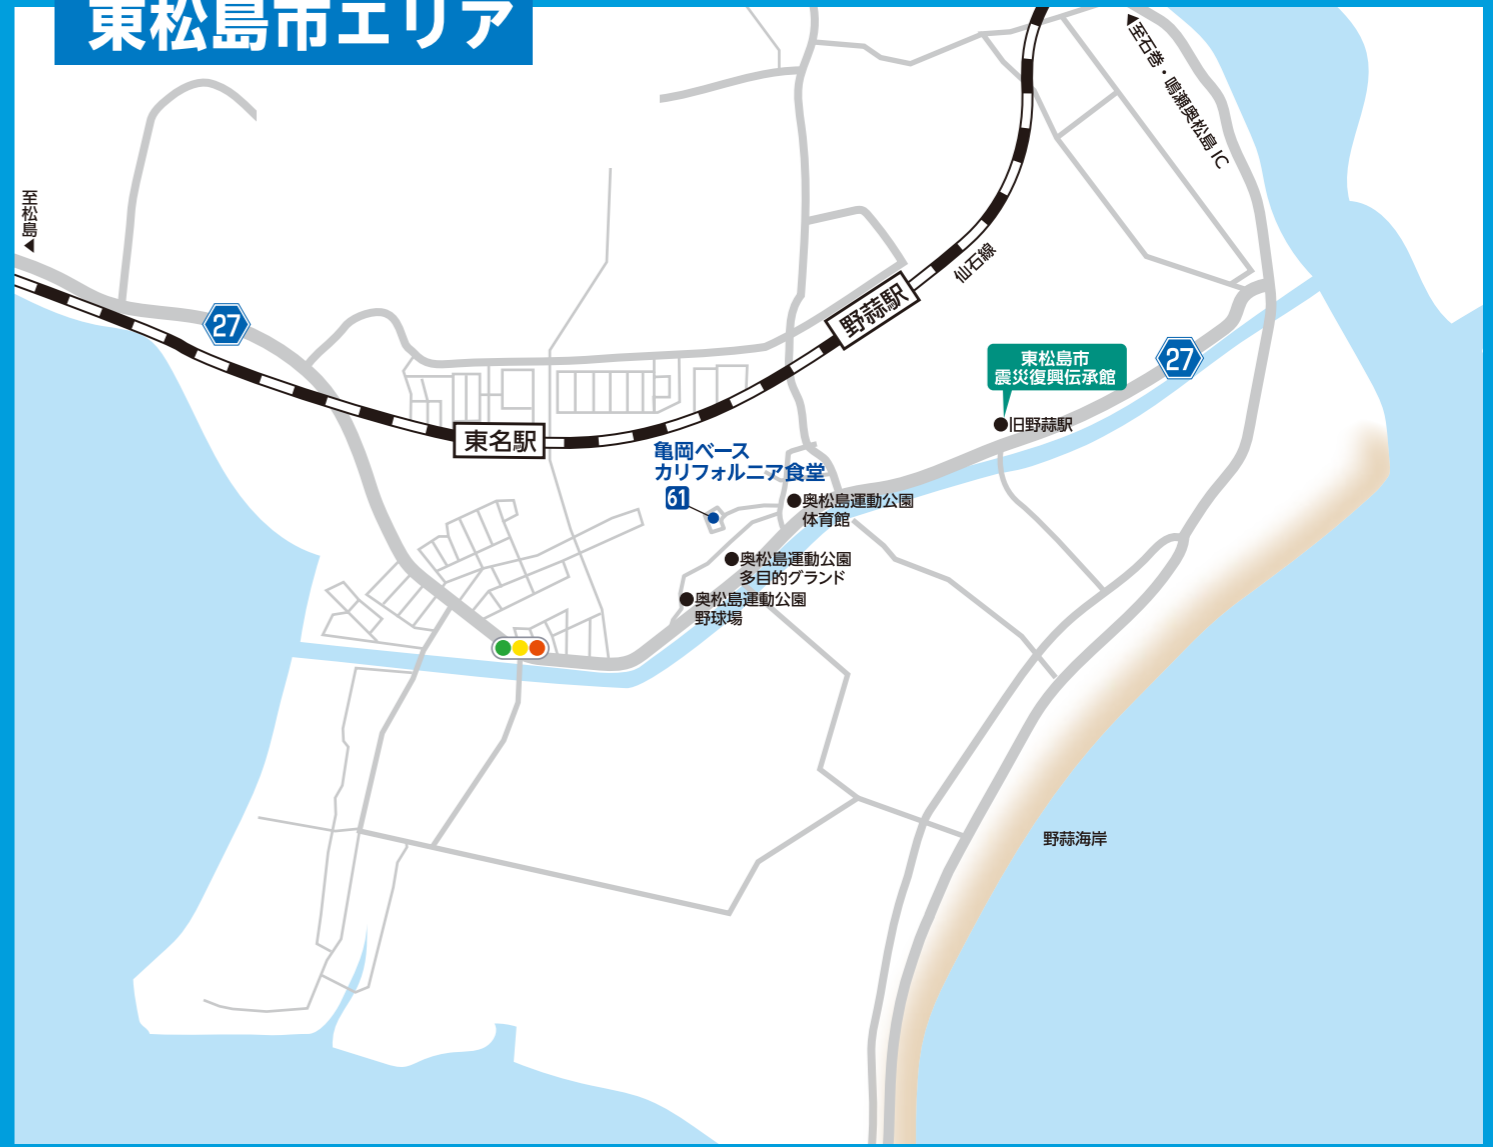 東松島市エリア
至石巻・鳴瀬奥松島IC
至松島
仙石線
27
野蒜駅
27
東松島市
震災復興伝承館
旧野蒜駅
東名駅
亀岡ベース
カリフォルニア食堂
61
奥松島運動公園
体育館
奥松島運動公園
多目的グランド
奥松島運動公園
野球場
野蒜海岸